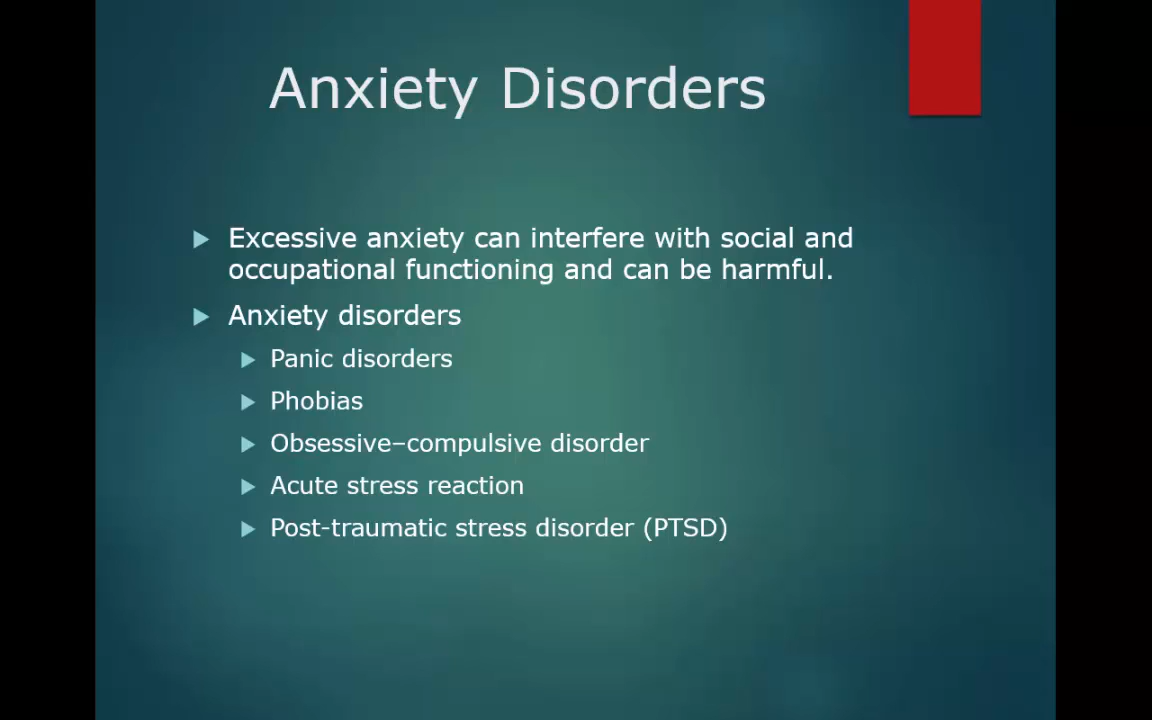 Anxiety Disorders
Excessive anxiety can interfere with social and
occupational functioning and can be harmful.
Anxiety disorders
Panic disorders
Phobias
Obsessive–compulsive disorder
Acute stress reaction
Post-traumatic stress disorder (PTSD)